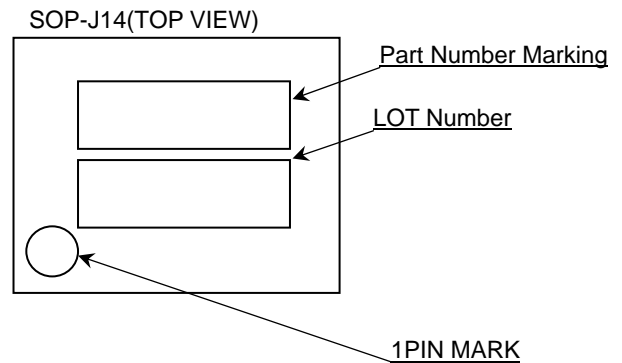 SOP-J14(TOP VIEW)
Part Number Marking
LOT Number
1PIN MARK